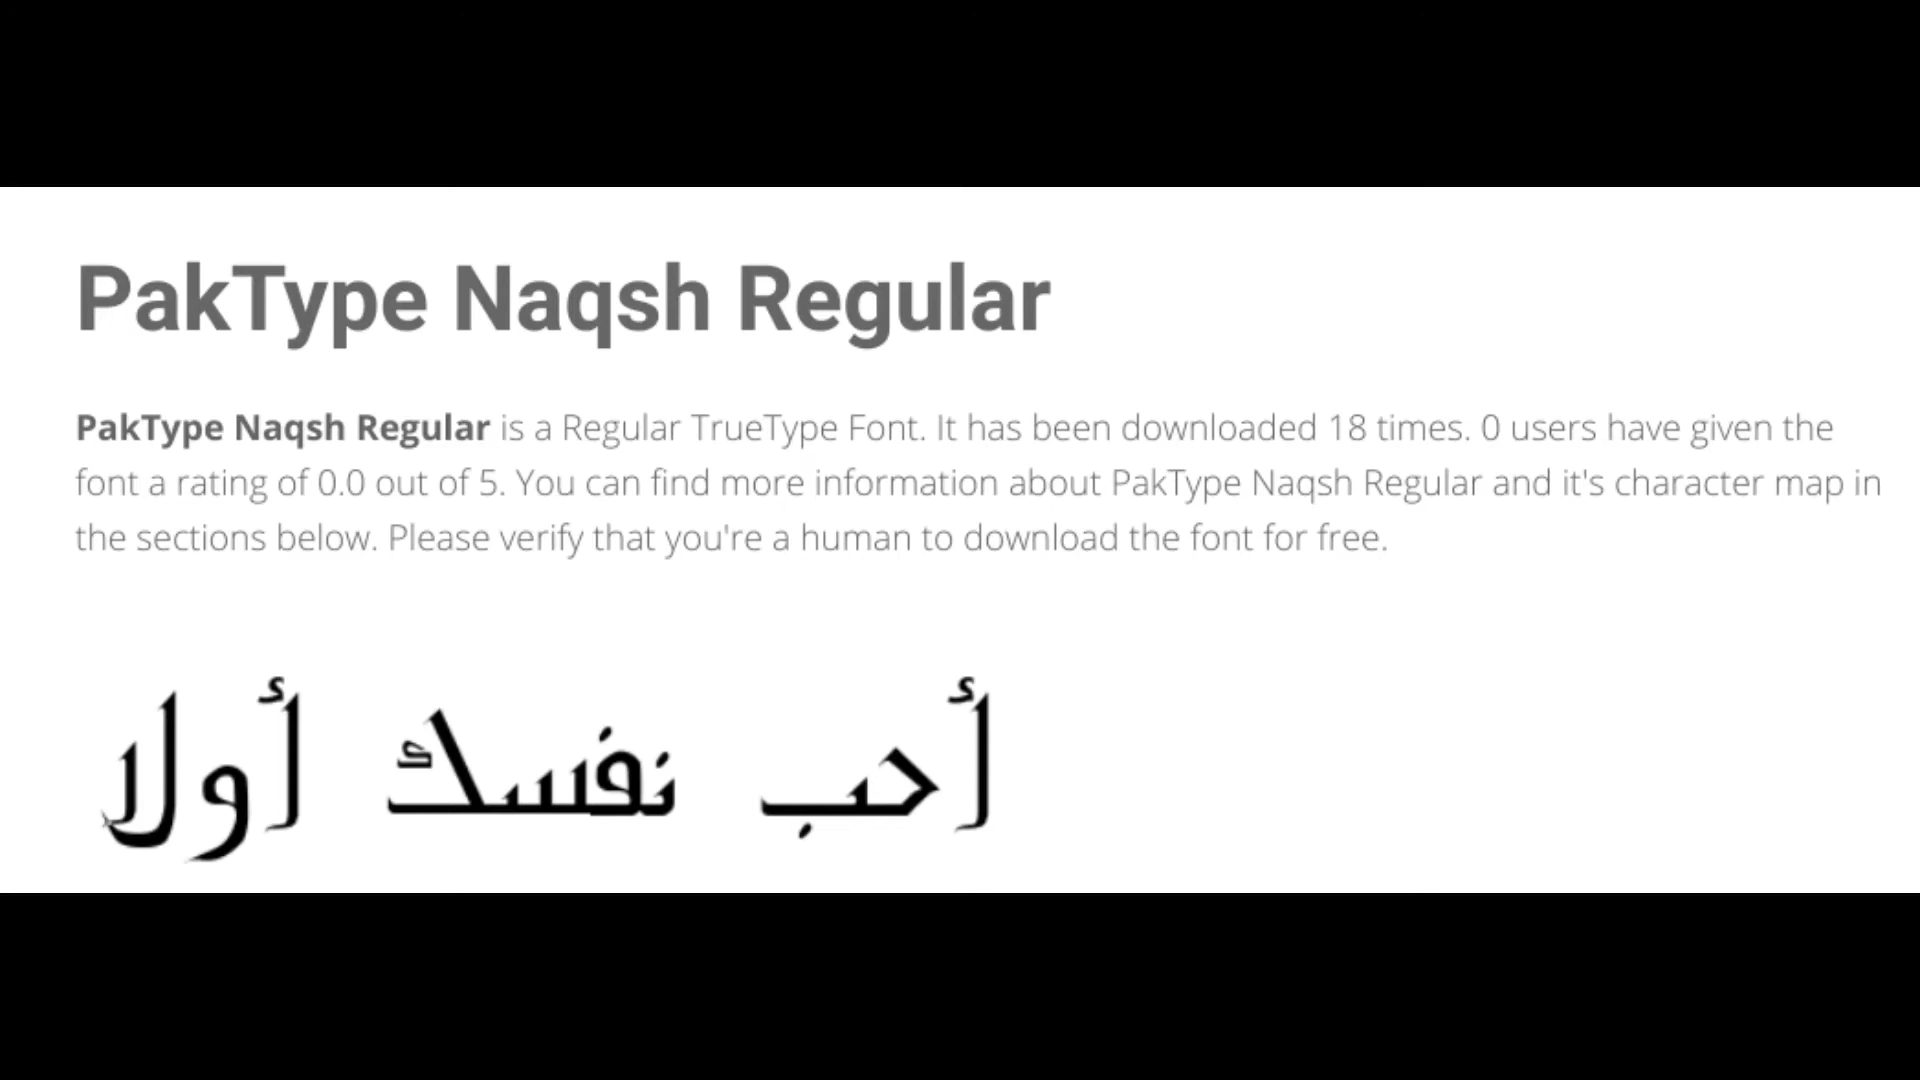 PakType Naqsh Regular
PakType Naqsh Regular is a Regular TrueType Font. It has been downloaded 18 times. 0 users have given the
font a rating of 0.0 out of 5. You can find more information about PakType Naqsh Regular and it's character map in
the sections below. Please verify that you're a human to download the font for free.
أحب نفسك أولا